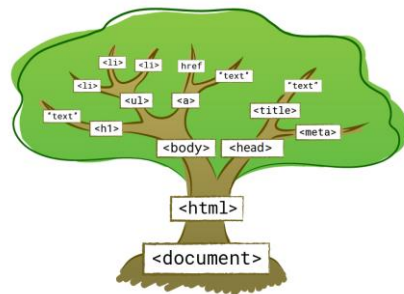 <li>
<li>
href
"text"
"text"
<li>
<ul>
<a>
<title>
"text"
<h1>
<meta>
<body>
<head>
<html>
<document>